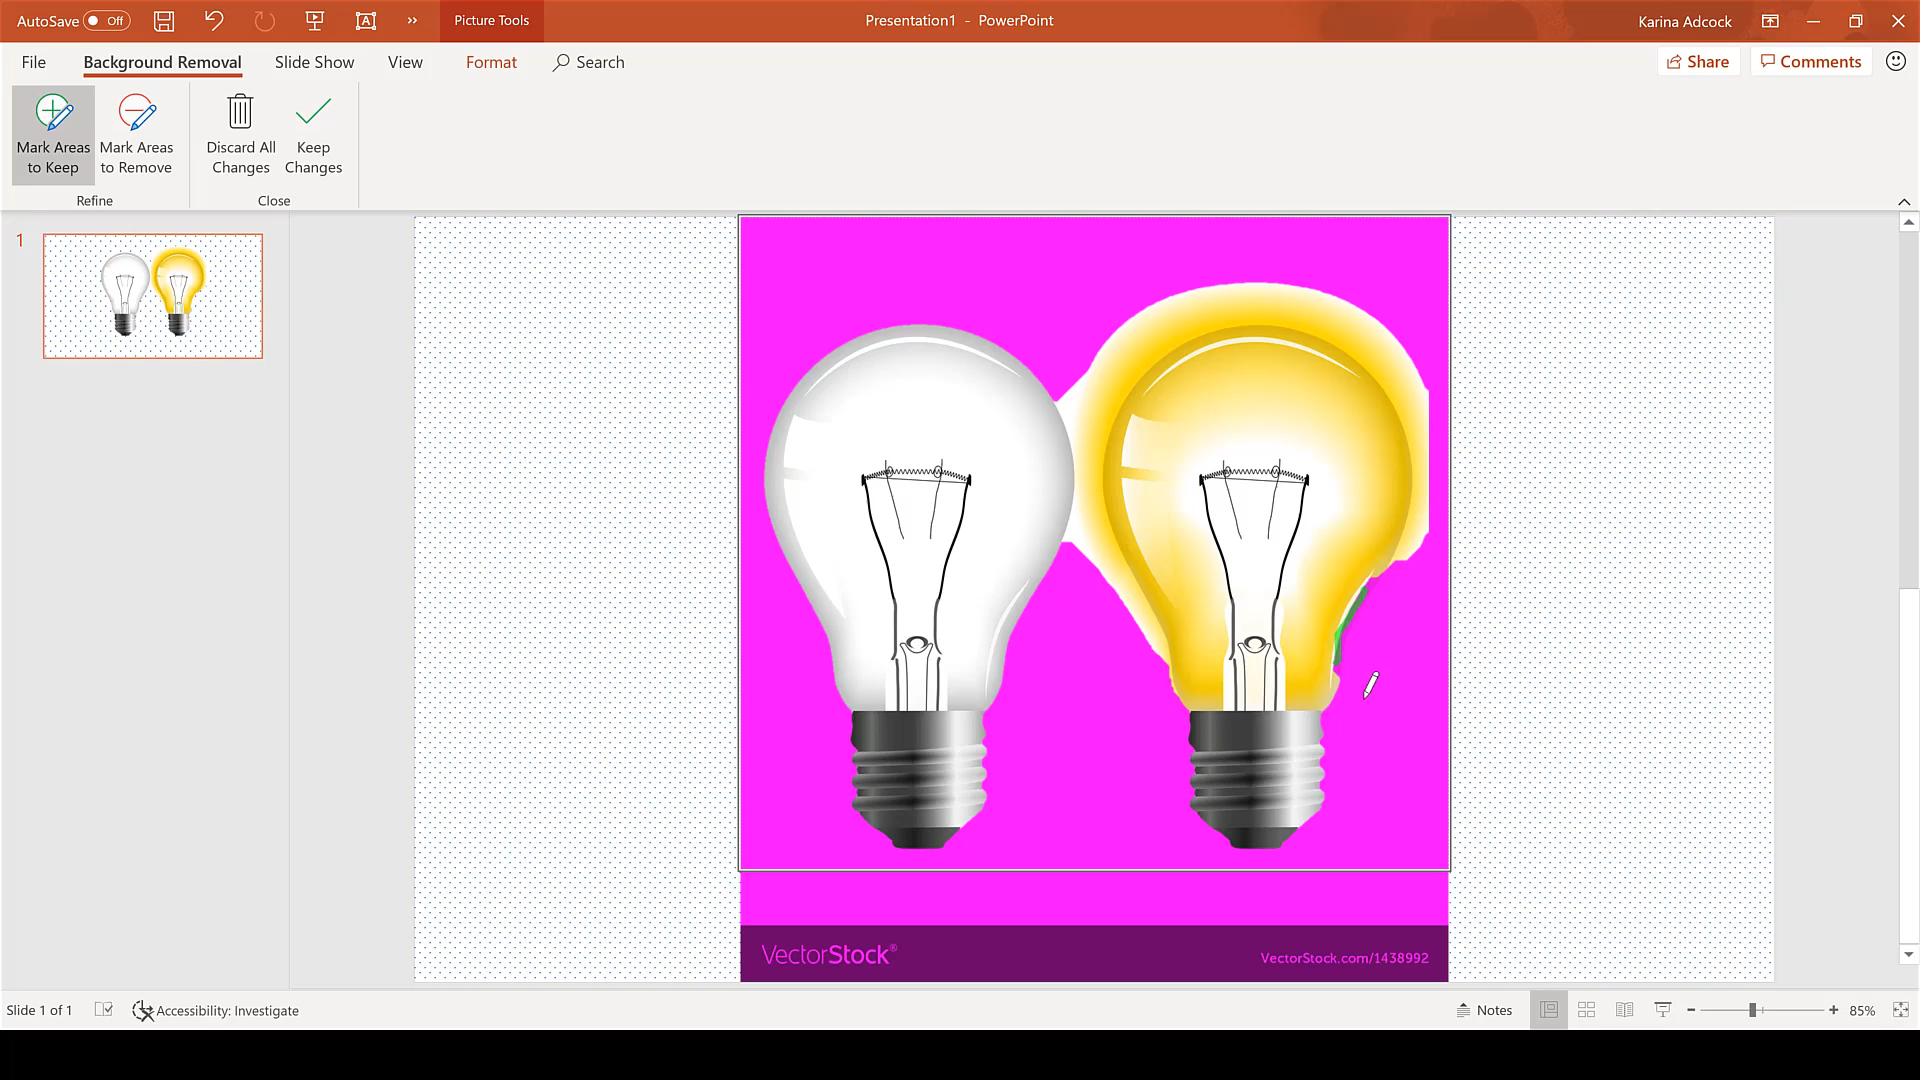 AutoSave Off
Picture Tools
Presentation1 - PowerPoint
Karina Adcock
File
Background Removal
Slide Show
View
Format
Search
Share
Comments
Mark Areas
to Keep
Mark Areas
to Remove
Discard All
Changes
Keep
Changes
Refine
Close
1
VectorStock®
VectorStock.com/1438992
Slide 1 of 1
Accessibility: Investigate
Notes
85%